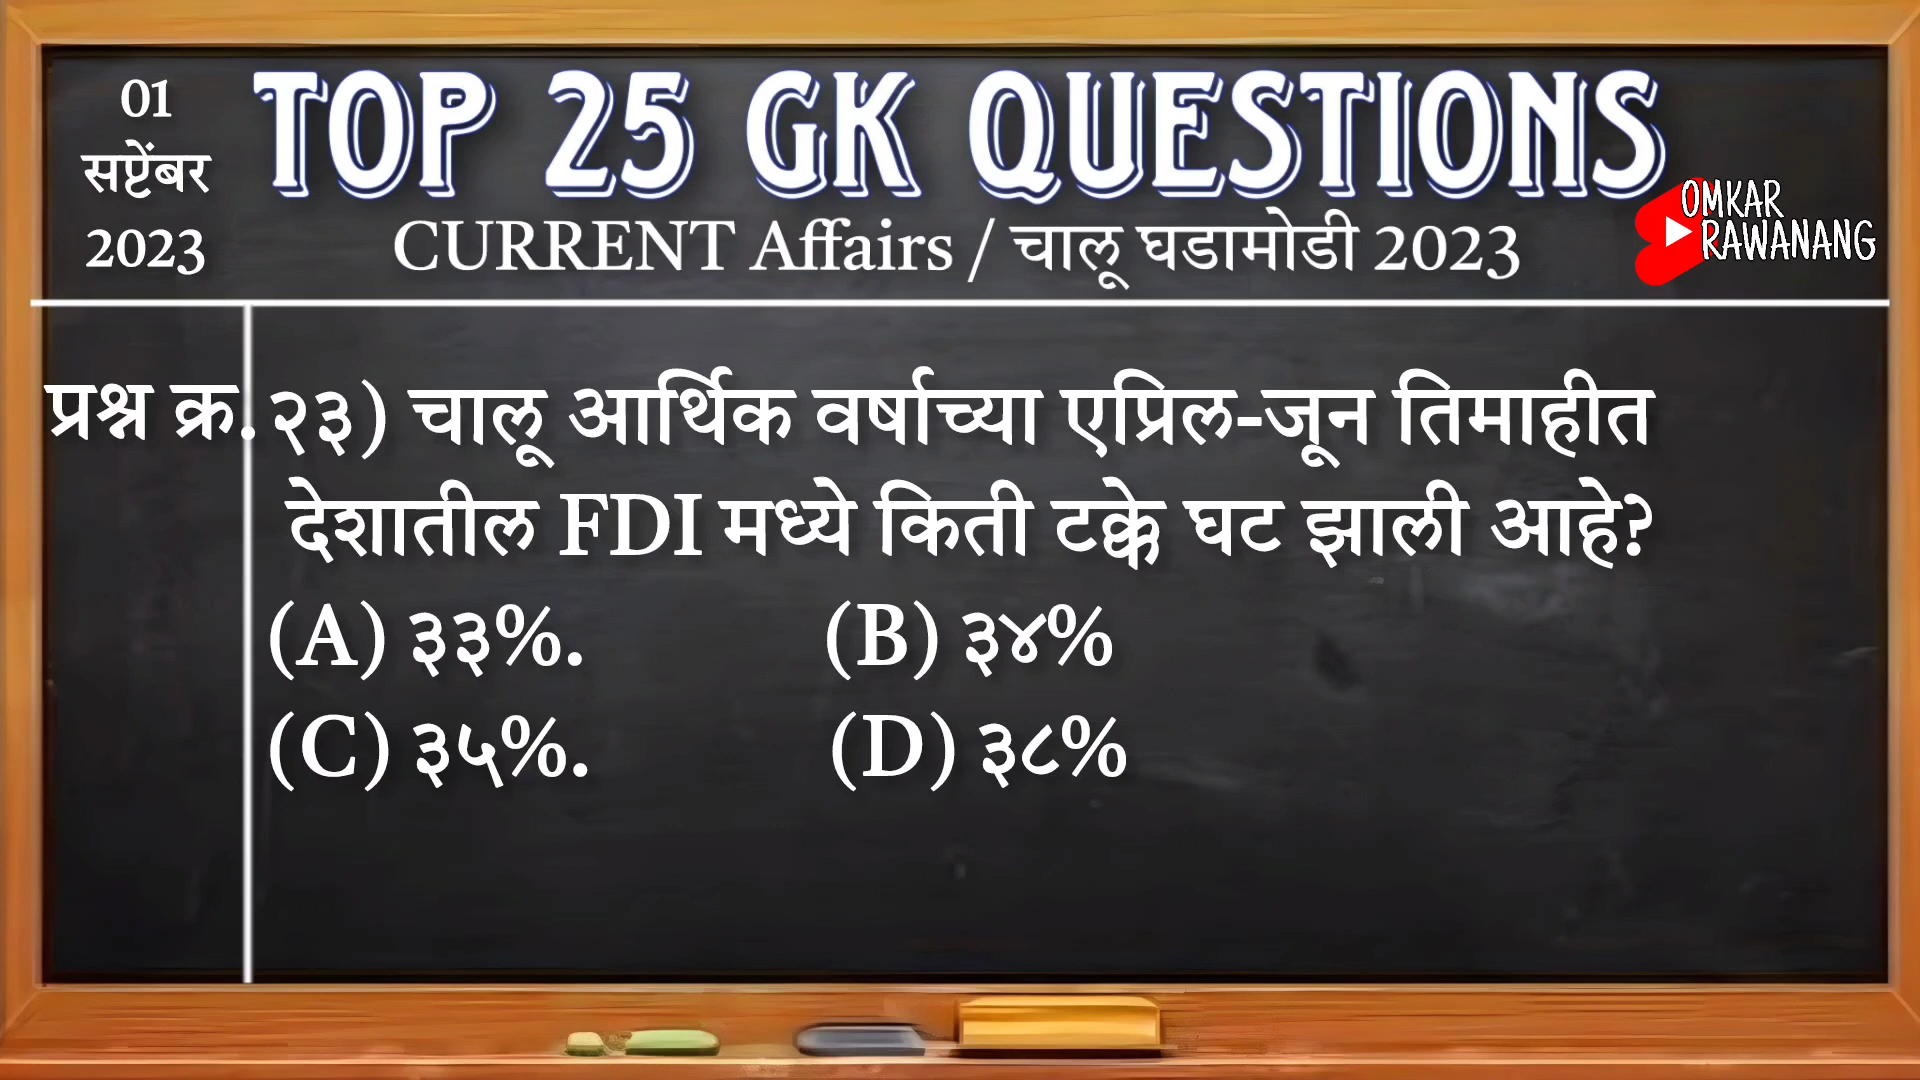 01
सप्टेंबर
2023
TOP 25 GK QUESTIONS
CURRENT Affairs / चालू घडामोडी 2023
OMKAR
RAWANANG
प्रश्न क्र. २३) चालू आर्थिक वर्षाच्या एप्रिल-जून तिमाहीत
देशातील FDI मध्ये किती टक्के घट झाली आहे?
(A) ३३%. (B) ३४%
(C) ३५%. (D) ३८%